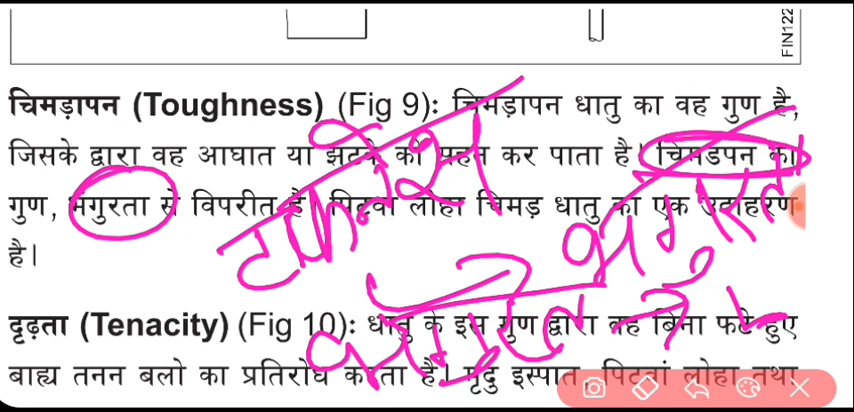 FIN122
चिमड़ापन (Toughness) (Fig 9): चिमड़ापन धातु का वह गुण है,
जिसके द्वारा वह आघात या झटके को सहन कर पाता है। चिमडपन का
गुण, भंगुरता से विपरीत है। पिटवां लोहा चिमड़ धातु का एक उदाहरण
है।
दृढ़ता (Tenacity) (Fig 10): धातु के इस गुण द्वारा वह बिना फटे हुए
बाह्य तनन बलो का प्रतिरोध करता है। मृदु इस्पात, पिटवां लोहा तथा
टफनेस